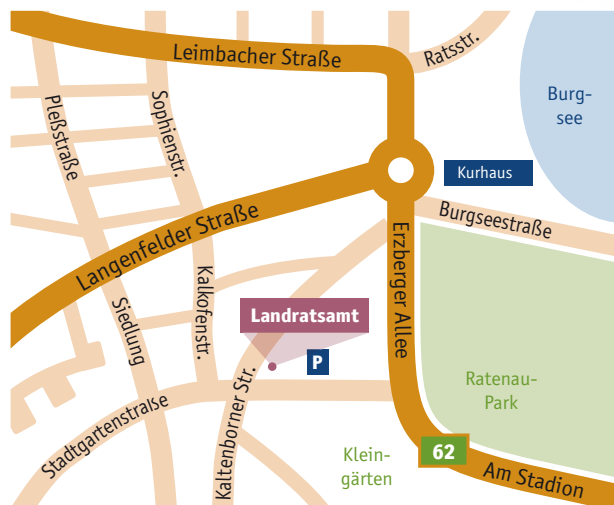 Leimbacher Straße
Ratsstr.
Burg-
see
Pleßstraße
Sophienstr.
Kurhaus
Burgseestraße
Langenfelder Straße
Erzberger Allee
Siedlung
Kalkofenstr.
Landratsamt
P
Kaltenborner Str.
Stadtgartenstraße
Ratenau-
Park
Klein-
gärten
62
Am Stadion